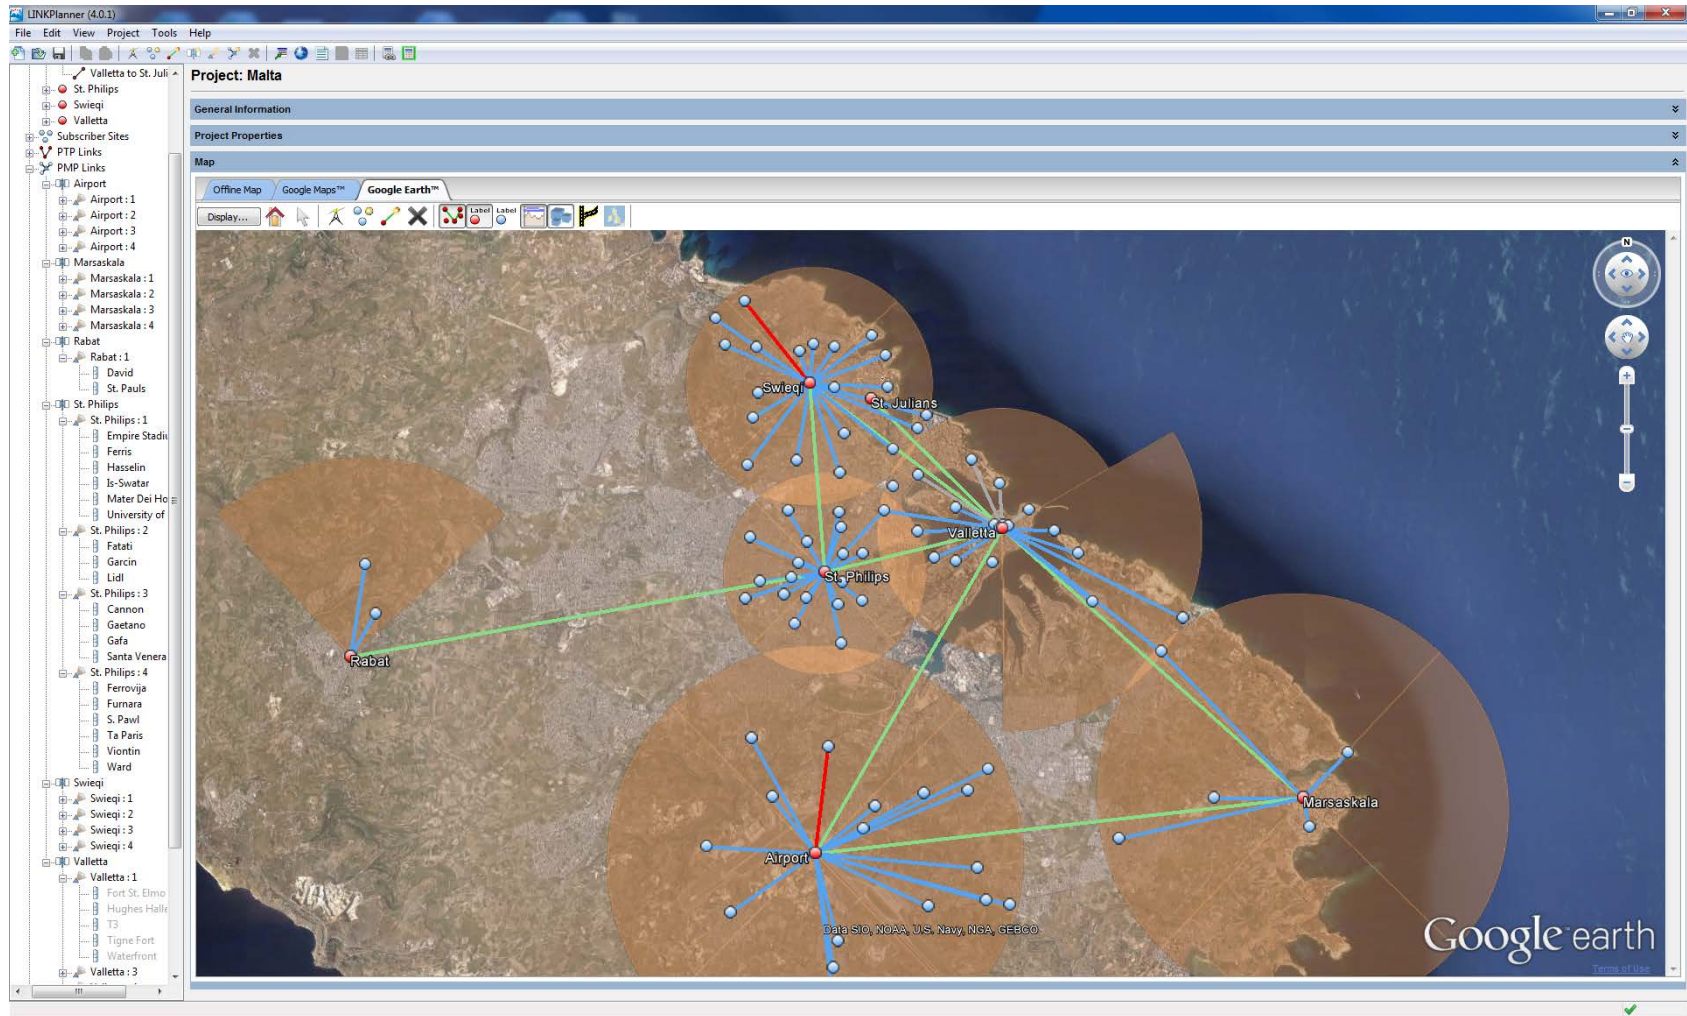 LINKPlanner (4.0.1)
File Edit View Project Tools Help
Valletta to St. Juli
St. Philips
Swieqi
Valletta
Subscriber Sites
PTP Links
PMP Links
Airport
Airport : 1
Airport : 2
Airport : 3
Airport : 4
Marsaskala
Marsaskala : 1
Marsaskala : 2
Marsaskala : 3
Marsaskala : 4
Rabat
Rabat : 1
David
St. Pauls
St. Philips
St. Philips : 1
Empire Stadiu
Ferris
Hasselin
Is-Swatar
Mater Dei Ho
University of
St. Philips : 2
Fatati
Garcin
Lidl
St. Philips : 3
Cannon
Gaetano
Gafa
Santa Venera
St. Philips : 4
Ferrovija
Furnara
S. Pawl
Ta Paris
Viontin
Ward
Swieqi
Swieqi : 1
Swieqi : 2
Swieqi : 3
Swieqi : 4
Valletta
Valletta : 1
Fort St. Elmo
Hughes Halle
T3
Tigne Fort
Waterfront
Valletta : 3
Project: Malta
General Information
Project Properties
Map
Offline Map Google Maps™ Google Earth™
Display... Label Label
N
Swieqi
St. Julians
Valletta
St. Philips
Rabat
Marsaskala
Airport
Data SIO, NOAA, U.S. Navy, NGA, GEBCO
Google earth
Terms of Use